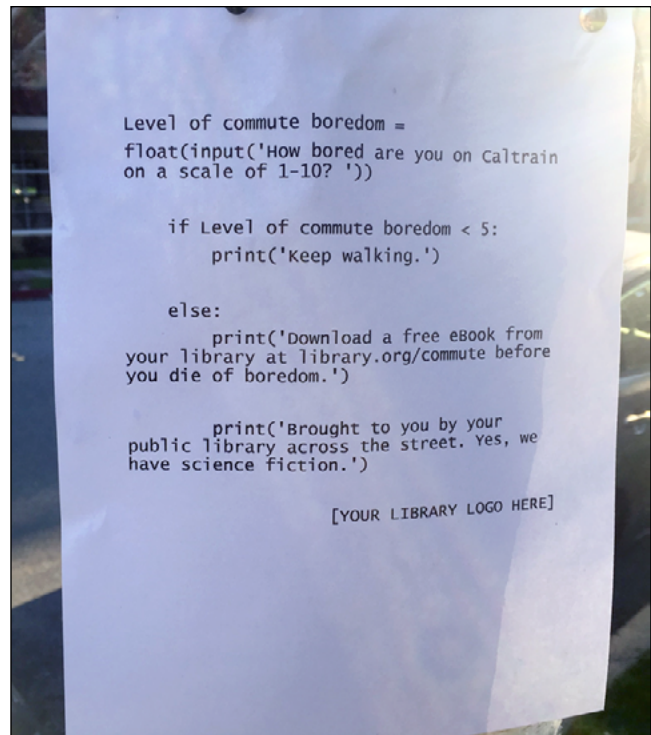 Level of commute boredom =
float(input('How bored are you on Caltrain
on a scale of 1-10? '))
if Level of commute boredom < 5:
print('Keep walking.')
else:
print('Download a free eBook from
your library at library.org/commute before
you die of boredom.')
print('Brought to you by your
public library across the street. Yes, we
have science fiction.')
[YOUR LIBRARY LOGO HERE]